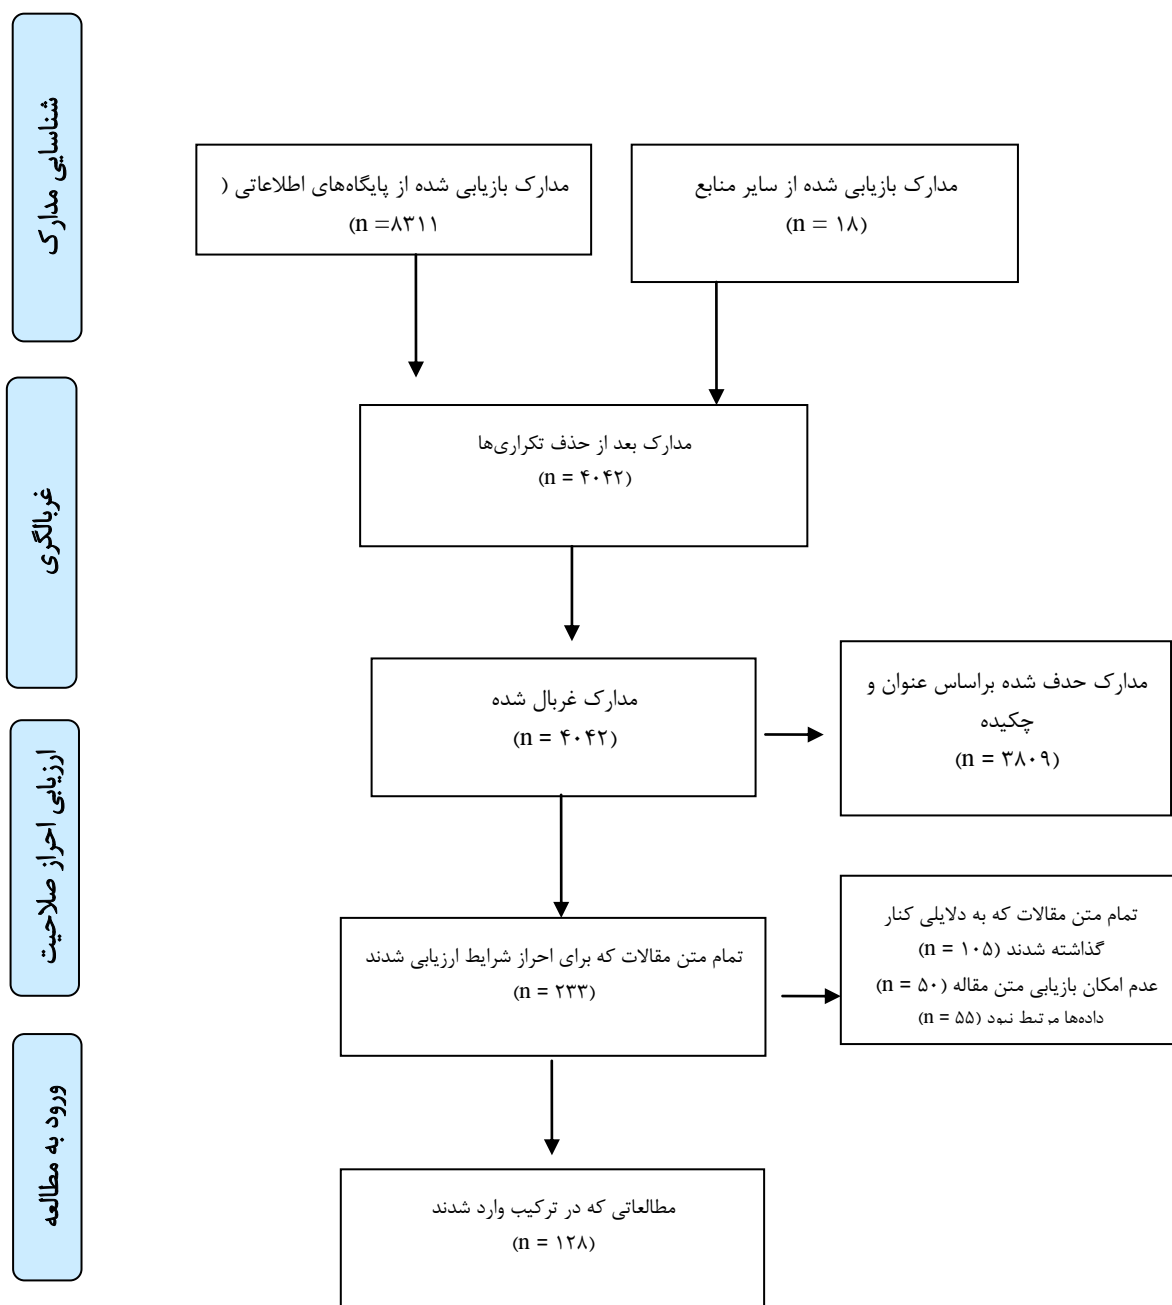 شناسایی مدارک
مدارک بازیابی شده از پایگاه‌های اطلاعاتی (
(n =۸۳۱۱
مدارک بازیابی شده از سایر منابع
(n = ۱۸)
غربالگری
مدارک بعد از حذف تکراری‌ها
(n = ۴۰۴۲)
مدارک غربال شده
(n = ۴۰۴۲)
مدارک حدف شده براساس عنوان و
چکیده
(n = ۳۸۰۹)
ارزیابی احراز صلاحیت
تمام متن مقالات که برای احراز شرایط ارزیابی شدند
(n = ۲۳۳)
تمام متن مقالات که به دلایلی کنار
گذاشته شدند (n = ۱۰۵)
عدم امکان بازیابی متن مقاله (n = ۵۰)
داده‌ها مرتبط نبود (n = ۵۵)
ورود به مطالعه
مطالعاتی که در ترکیب وارد شدند
(n = ۱۲۸)